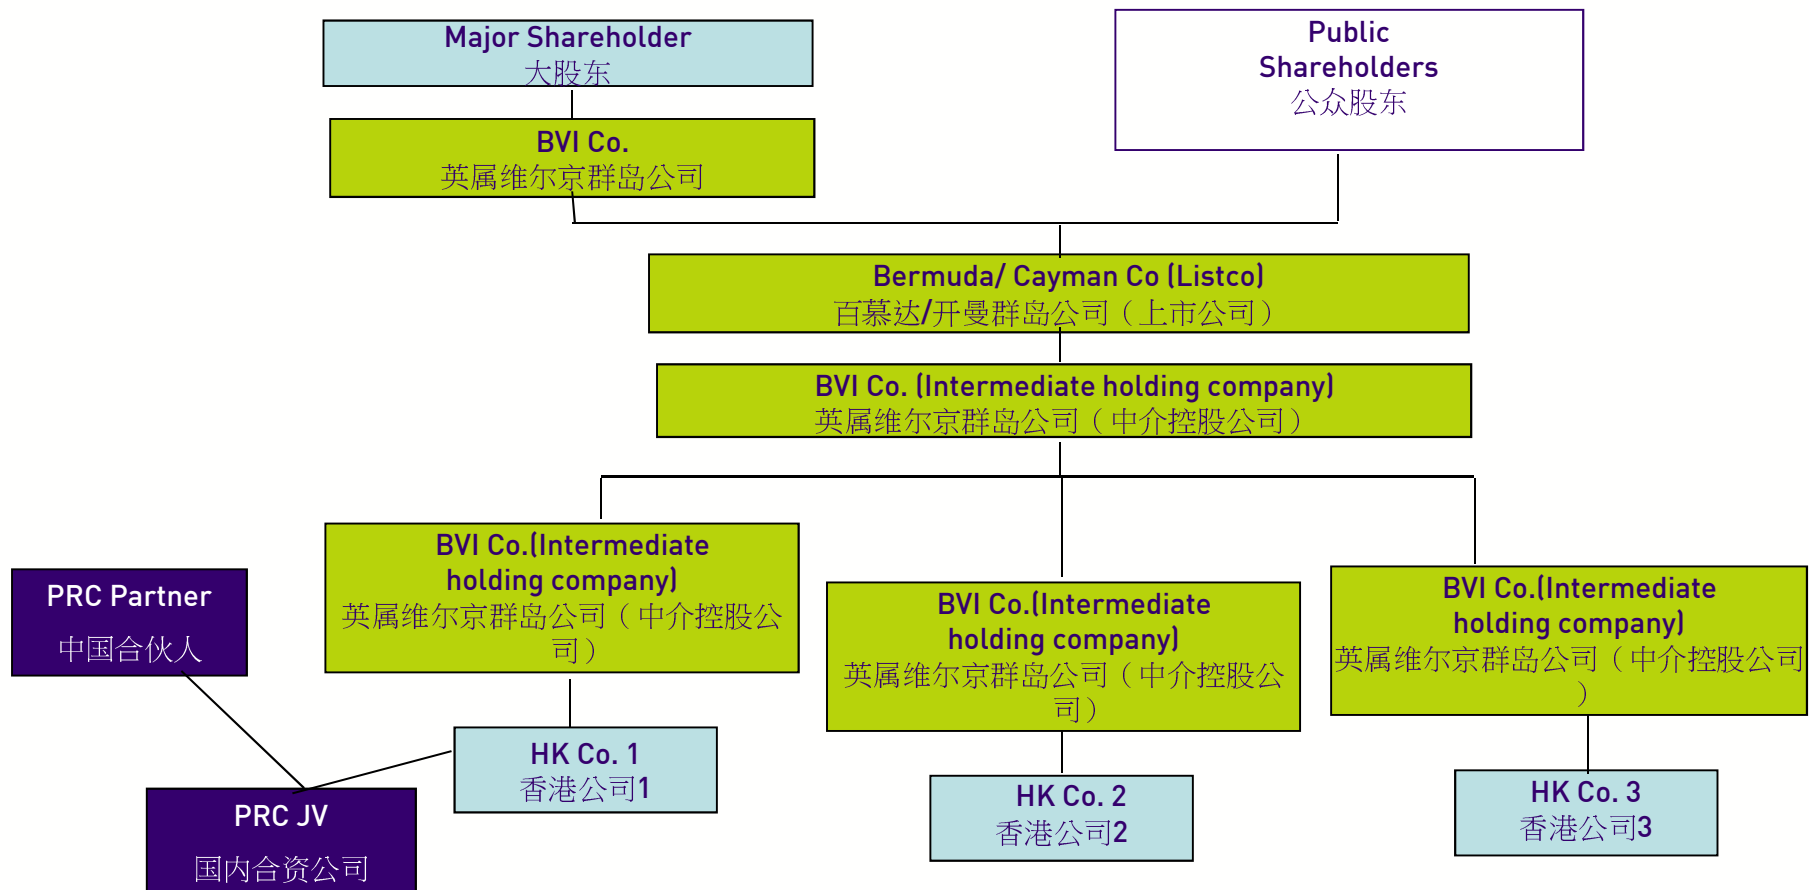 Major Shareholder
大股东
Public
Shareholders
公众股东
BVI Co.
英属维尔京群岛公司
Bermuda/ Cayman Co (Listco)
百慕达/开曼群岛公司（上市公司）
BVI Co. (Intermediate holding company)
英属维尔京群岛公司（中介控股公司）
BVI Co.(Intermediate
holding company)
英属维尔京群岛公司（中介控股公
司）
BVI Co.(Intermediate
holding company)
英属维尔京群岛公司（中介控股公
司）
BVI Co.(Intermediate
holding company)
英属维尔京群岛公司（中介控股公司
）
PRC Partner
中国合伙人
HK Co. 1
香港公司1
HK Co. 2
香港公司2
HK Co. 3
香港公司3
PRC JV
国内合资公司